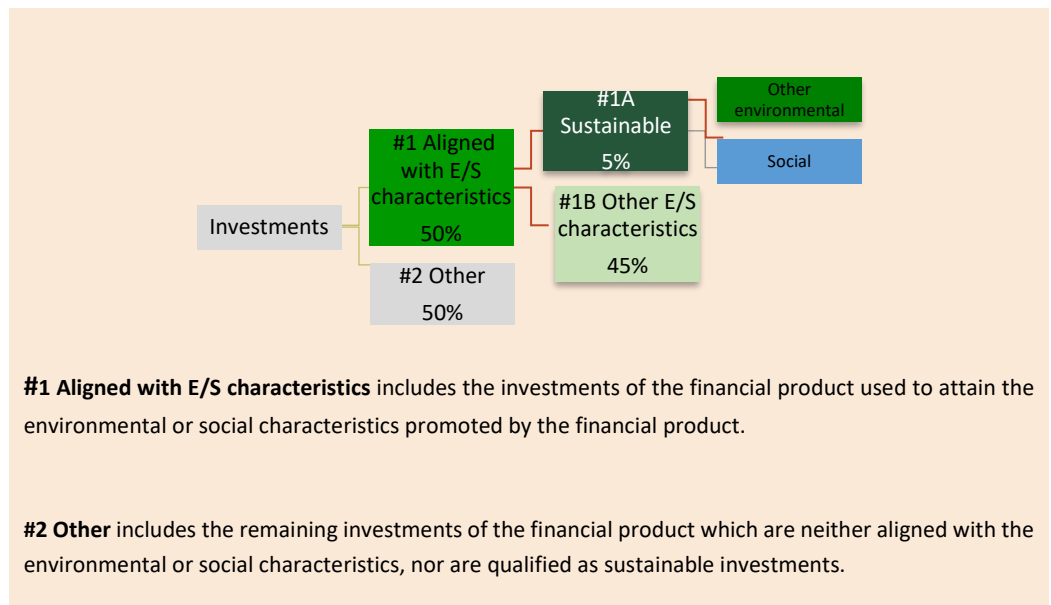 Investments
#1 Aligned
with E/S
characteristics
50%
#2 Other
50%
#1A
Sustainable
5%
#1B Other E/S
characteristics
45%
Other
environmental
Social
#1 Aligned with E/S characteristics includes the investments of the financial product used to attain the
environmental or social characteristics promoted by the financial product.
#2 Other includes the remaining investments of the financial product which are neither aligned with the
environmental or social characteristics, nor are qualified as sustainable investments.